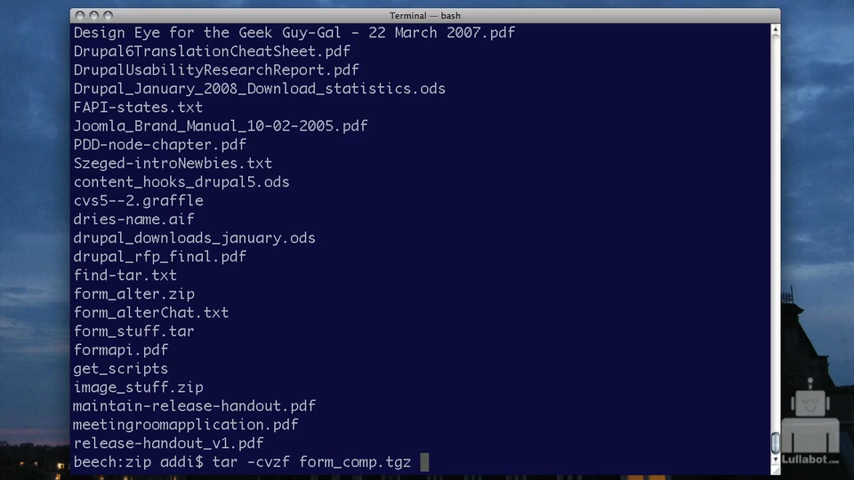 Terminal — bash
Design Eye for the Geek Guy-Gal - 22 March 2007.pdf
Drupal6TranslationCheatSheet.pdf
DrupalUsabilityResearchReport.pdf
Drupal_January_2008_Download_statistics.ods
FAPI-states.txt
Joomla_Brand_Manual_10-02-2005.pdf
PDD-node-chapter.pdf
Szeged-introNewbies.txt
content_hooks_drupal5.ods
cvs5--2.graffle
dries-name.aif
drupal_downloads_january.ods
drupal_rfp_final.pdf
find-tar.txt
form_alter.zip
form_alterChat.txt
form_stuff.tar
formapi.pdf
get_scripts
image_stuff.zip
maintain-release-handout.pdf
meetingroomapplication.pdf
release-handout_v1.pdf
beech:zip addi$ tar -cvzf form_comp.tgz
Lullabot.com